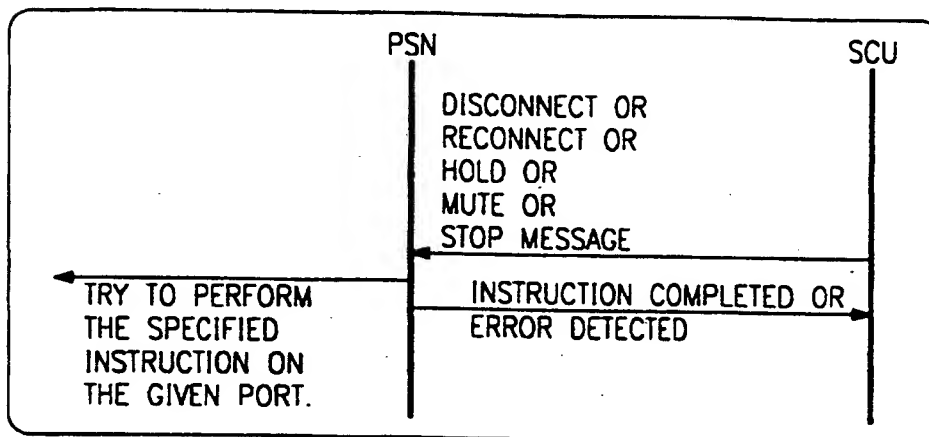 PSN
SCU
DISCONNECT OR
RECONNECT OR
HOLD OR
MUTE OR
STOP MESSAGE
TRY TO PERFORM
THE SPECIFIED
INSTRUCTION ON
THE GIVEN PORT.
INSTRUCTION COMPLETED OR
ERROR DETECTED